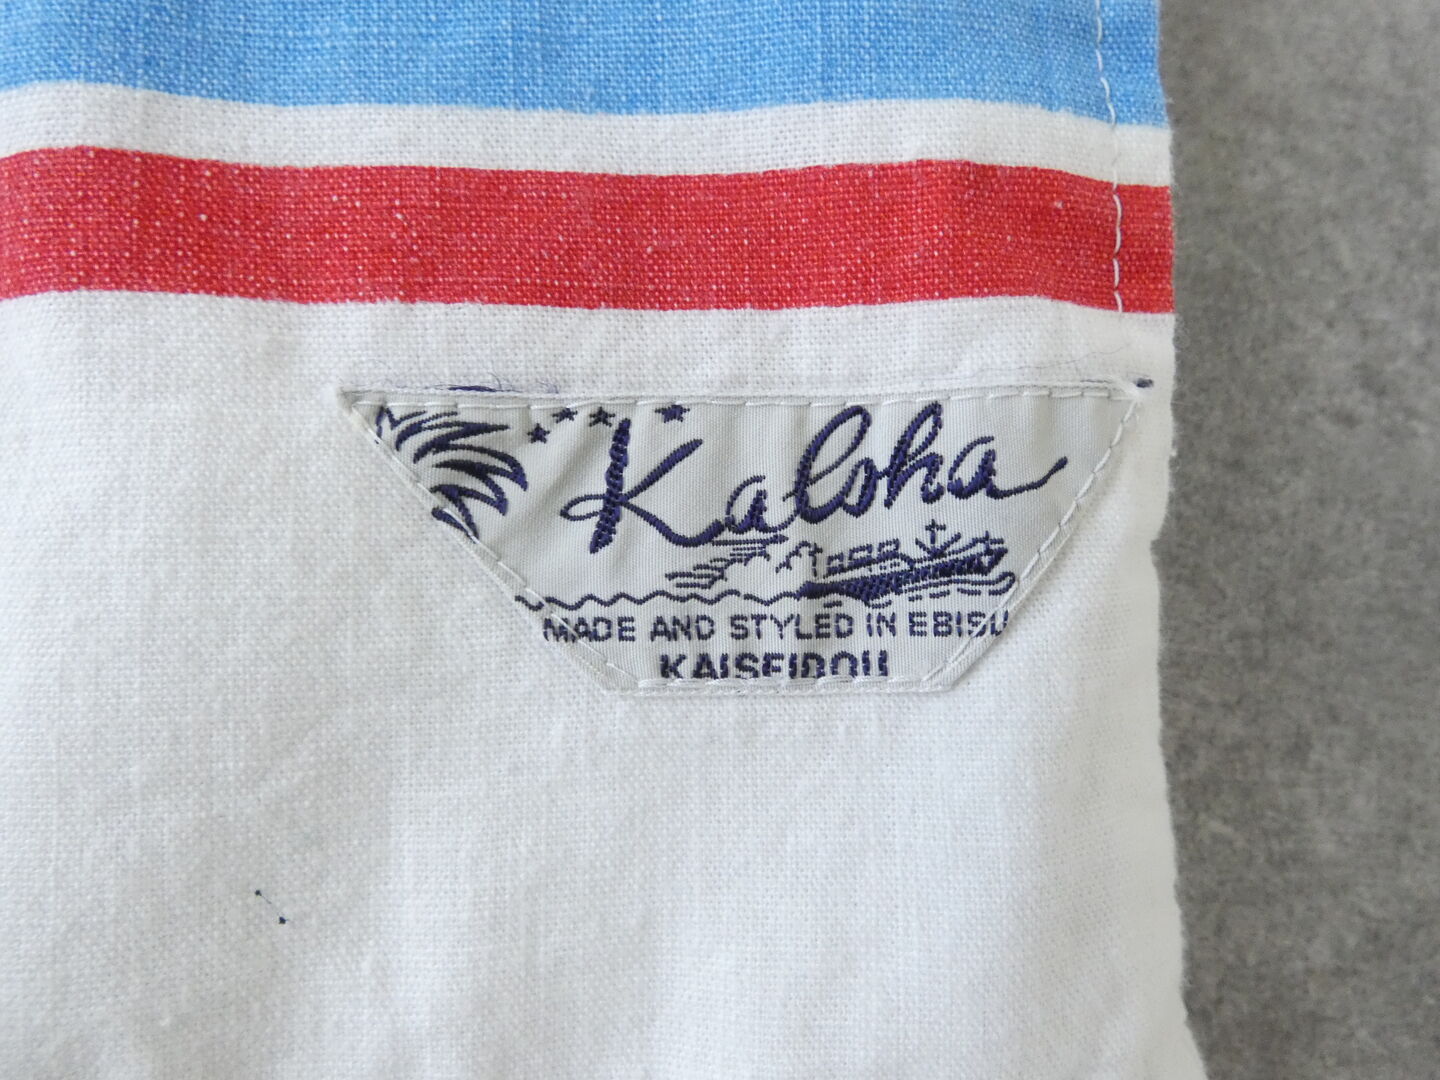 Kaloha
MADE AND STYLED IN EBISU
KAISEIDOU